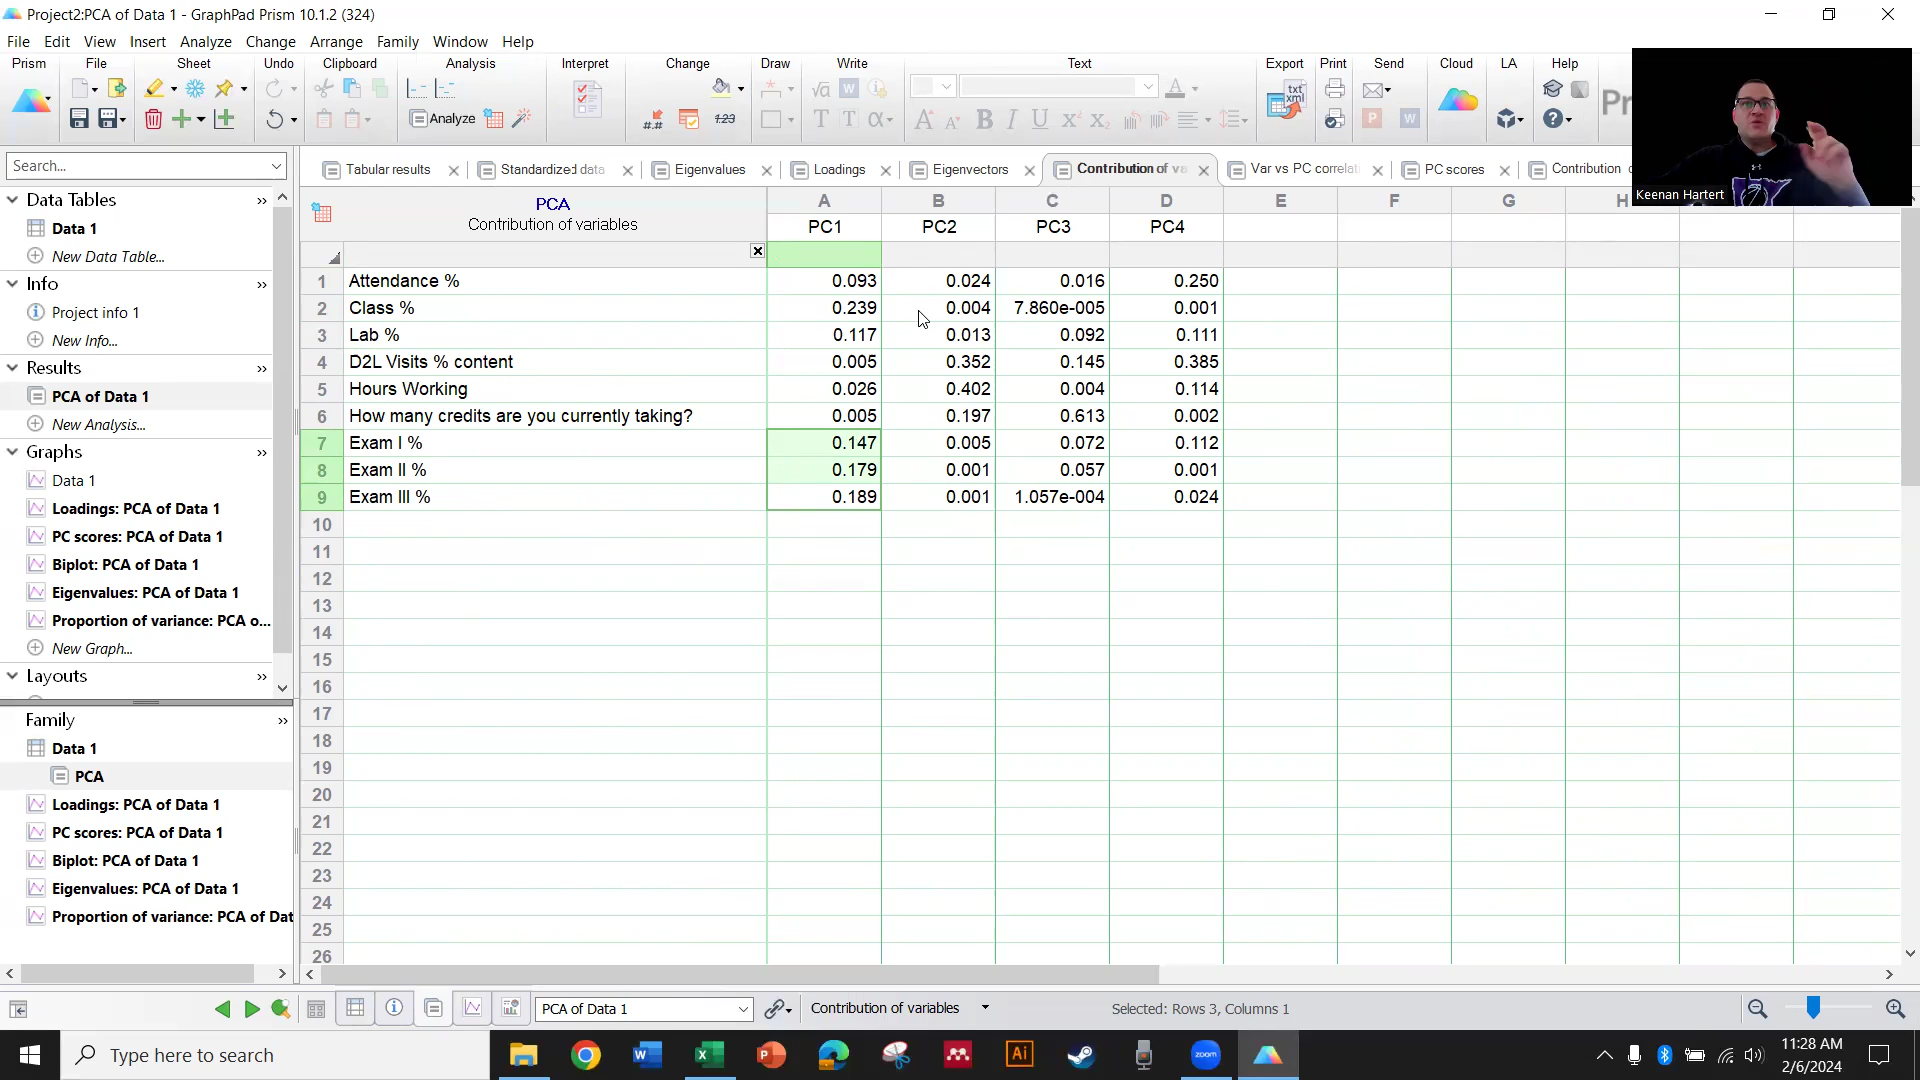 Project2:PCA of Data 1 - GraphPad Prism 10.1.2 (324)
File Edit View Insert Analyze Change Arrange Family Window Help
Prism File Sheet Undo Clipboard Analysis Interpret Change Draw Write Text Export Print Send Cloud LA Help
Analyze
txt
xml
Keenan Hartert
Search...
Tabular results Standardized data Eigenvalues Loadings Eigenvectors Contribution of va Var vs PC correlat PC scores Contribution
Data Tables
Data 1
New Data Table...
Info
Project info 1
New Info...
Results
PCA of Data 1
New Analysis...
Graphs
Data 1
Loadings: PCA of Data 1
PC scores: PCA of Data 1
Biplot: PCA of Data 1
Eigenvalues: PCA of Data 1
Proportion of variance: PCA o...
New Graph...
Layouts
Family
Data 1
PCA
Loadings: PCA of Data 1
PC scores: PCA of Data 1
Biplot: PCA of Data 1
Eigenvalues: PCA of Data 1
Proportion of variance: PCA of Dat
PCA
Contribution of variables
A B C D E F G H
PC1 PC2 PC3 PC4
1 Attendance % 0.093 0.024 0.016 0.250
2 Class % 0.239 0.004 7.860e-005 0.001
3 Lab % 0.117 0.013 0.092 0.111
4 D2L Visits % content 0.005 0.352 0.145 0.385
5 Hours Working 0.026 0.402 0.004 0.114
6 How many credits are you currently taking? 0.005 0.197 0.613 0.002
7 Exam I % 0.147 0.005 0.072 0.112
8 Exam II % 0.179 0.001 0.057 0.001
9 Exam III % 0.189 0.001 1.057e-004 0.024
10
11
12
13
14
15
16
17
18
19
20
21
22
23
24
25
26
PCA of Data 1 Contribution of variables Selected: Rows 3, Columns 1
Type here to search
zoom
11:28 AM
2/6/2024